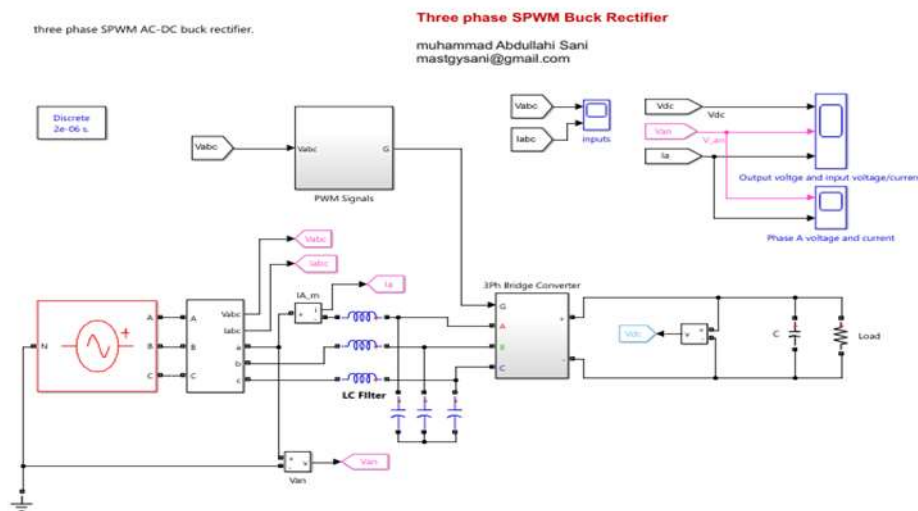 Three phase SPWM Buck Rectifier
three phase SPWM AC-DC buck rectifier.
muhammad Abdullahi Sani
mastgysani@gmail.com
Discrete
2e-06 s.
Vabc
Vabc
G
PWM Signals
Vabc
Iabc
inputs
Vdc
Vdc
Van
V_an
Ia
Output voltge and input voltage/current
Phase A voltage and current
Vabc
Iabc
Ia
IA_m
+
i
-
3Ph Bridge Converter
G
A
B
C
+
-
N
+
A
B
C
A
B
C
Vabc
Iabc
a
b
c
LC FIlter
Vdc
v
+
-
C
Load
+
-
v
Van
Van